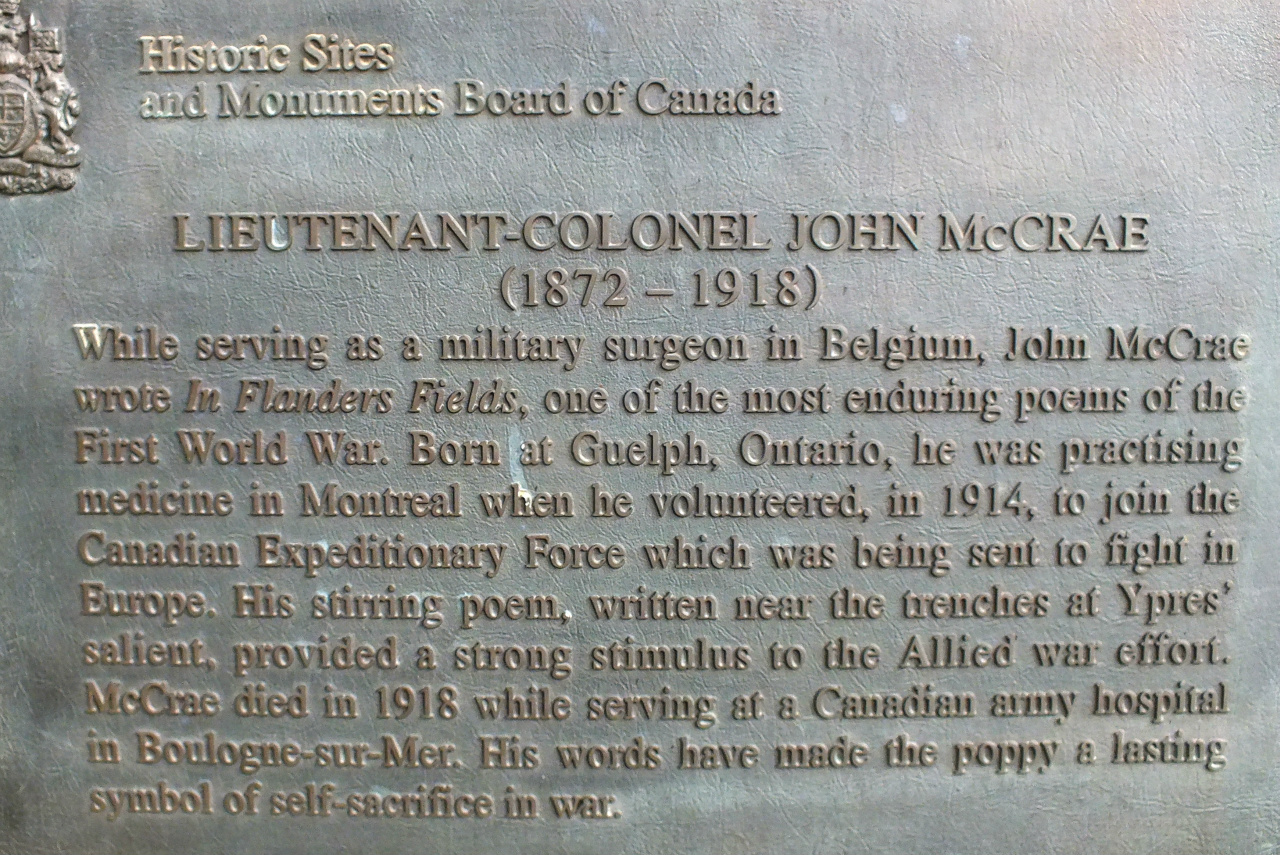 Historic Sites
and Monuments Board of Canada
LIEUTENANT-COLONEL JOHN McCRAE
(1872 – 1918)
While serving as a military surgeon in Belgium, John McCrae
wrote In Flanders Fields, one of the most enduring poems of the
First World War. Born at Guelph, Ontario, he was practising
medicine in Montreal when he volunteered, in 1914, to join the
Canadian Expeditionary Force which was being sent to fight in
Europe. His stirring poem, written near the trenches at Ypres'
salient, provided a strong stimulus to the Allied war effort.
McCrae died in 1918 while serving at a Canadian army hospital
in Boulogne-sur-Mer. His words have made the poppy a lasting
symbol of self-sacrifice in war.